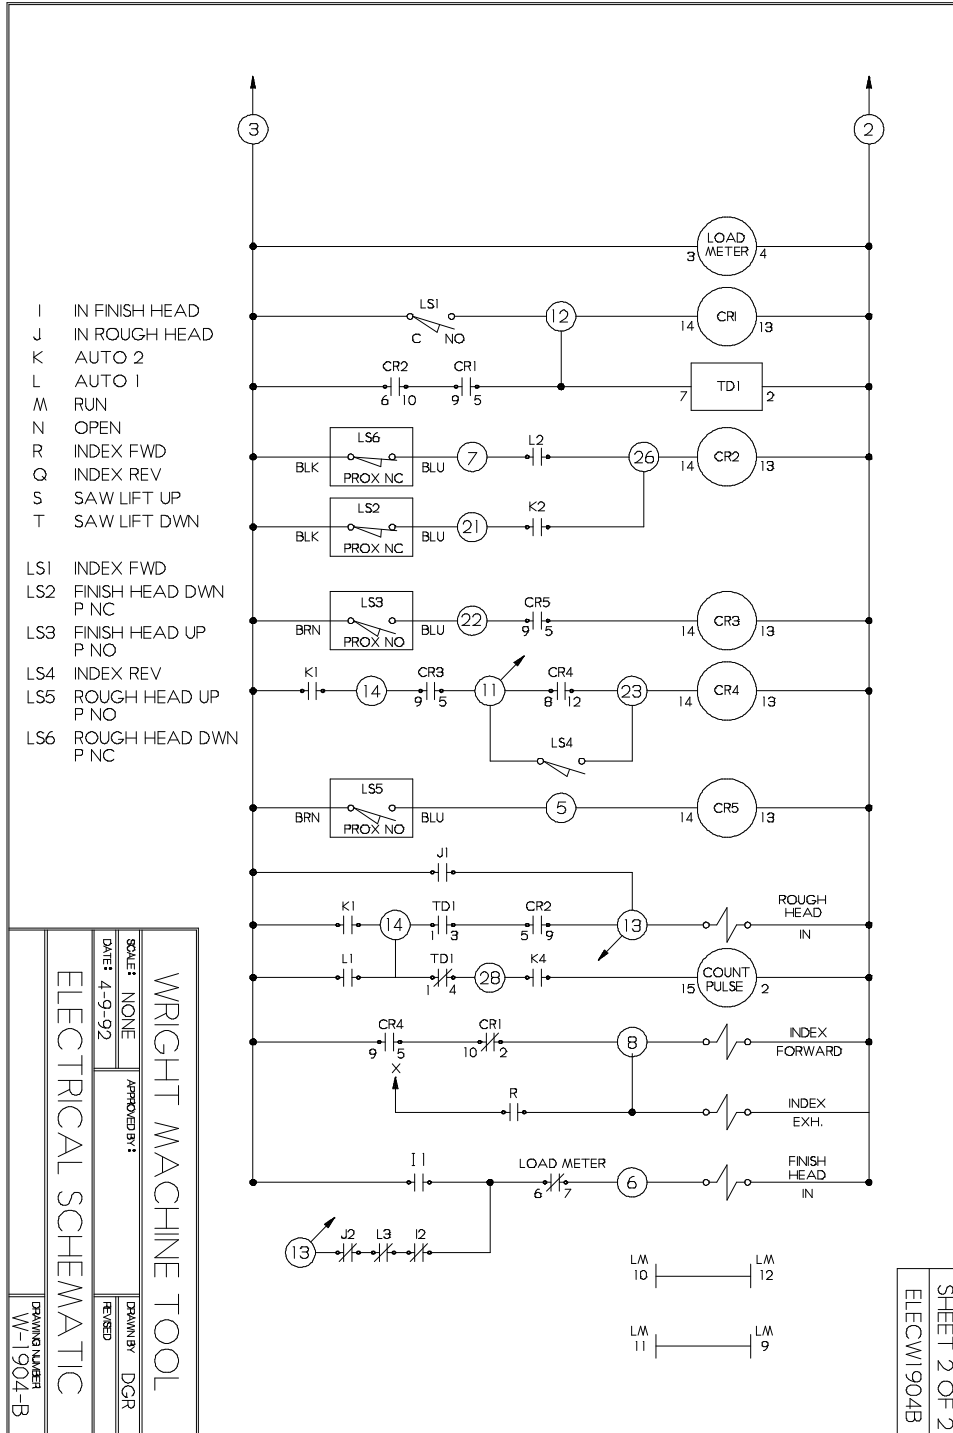 3
2
LOAD
METER
3 4
I IN FINISH HEAD
J IN ROUGH HEAD
K AUTO 2
L AUTO 1
M RUN
N OPEN
R INDEX FWD
Q INDEX REV
S SAW LIFT UP
T SAW LIFT DWN
LS1 INDEX FWD
LS2 FINISH HEAD DWN
P NC
LS3 FINISH HEAD UP
P NO
LS4 INDEX REV
LS5 ROUGH HEAD UP
P NO
LS6 ROUGH HEAD DWN
P NC
LS1
C NO
12
14 CR1 13
CR2 CR1
6 10 9 5
7 TD1 2
LS6
BLK PROX NC BLU
7
L2
26
14 CR2 13
LS2
BLK PROX NC BLU
21
K2
LS3
BRN PROX NO BLU
22
CR5
9 5
14 CR3 13
K1
14
CR3
9 5
11
CR4
8 12
23
14 CR4 13
LS4
LS5
BRN PROX NO BLU
5
14 CR5 13
J1
K1
14
TD1
1 3
CR2
5 9
13
ROUGH
HEAD
IN
L1
TD1
1 4
28
K4
COUNT
PULSE
15 2
CR4
9 5
X
CR1
10 2
8
INDEX
FORWARD
R
INDEX
EXH.
I1
LOAD METER
6 7
6
FINISH
HEAD
IN
13
J2 L3 I2
LM
10
LM
12
LM
11
LM
9
WRIGHT MACHINE TOOL
SCALE: NONE
APPROVED BY:
DRAWN BY DGR
DATE: 4-9-92
REVISED
ELECTRICAL SCHEMATIC
DRAWING NUMBER
W-1904-B
SHEET 2 OF 2
ELECW1904B